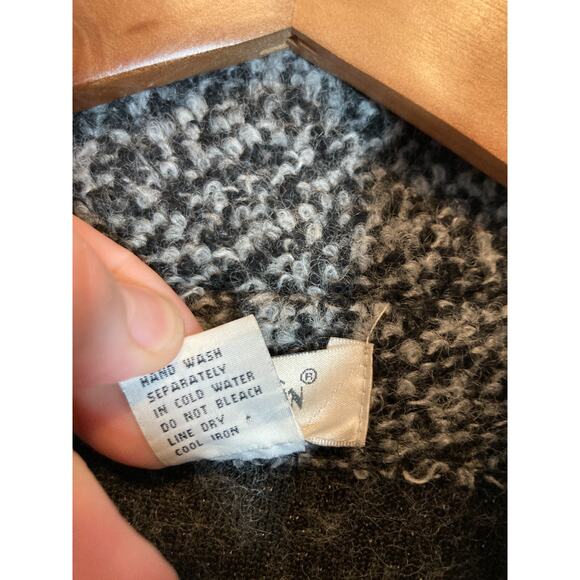 HAND WASH
SEPARATELY
IN COLD WATER
DO NOT BLEACH
LINE DRY
COOL IRON
®